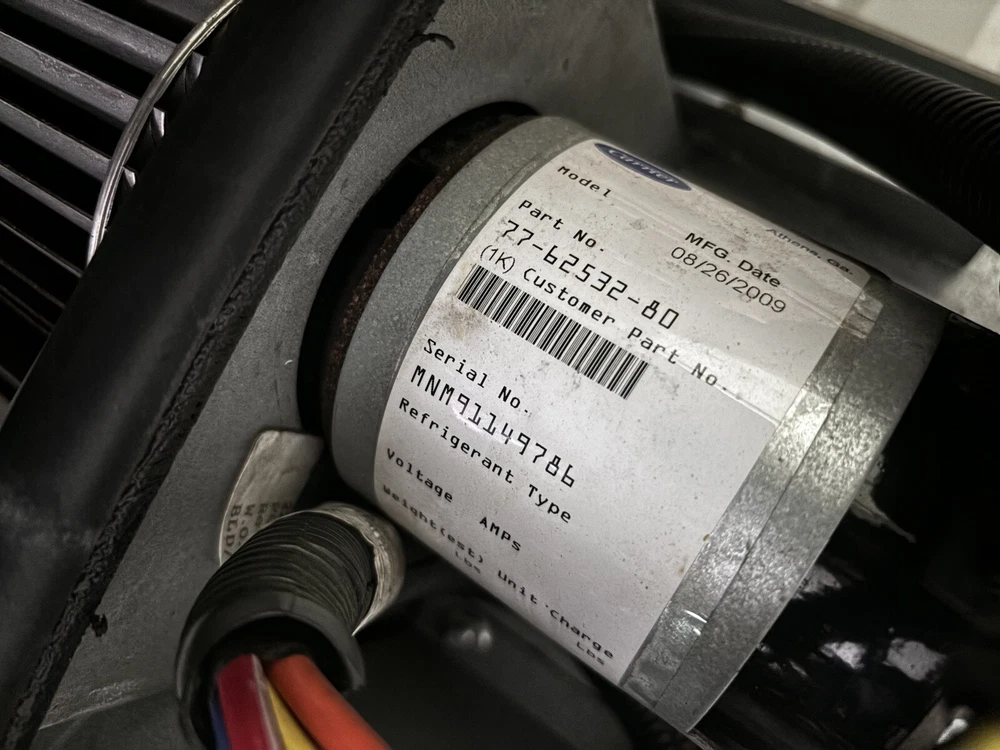 Carrier
Athens, Ga.
Model
MFG. Date
08/26/2009
Part No.
77-62532-80
(1K) Customer Part No.
Serial No.
MNM91149786
Refrigerant Type
Voltage AMPs
Weight(est) Unit Charge
Lbs Lbs
W.O.